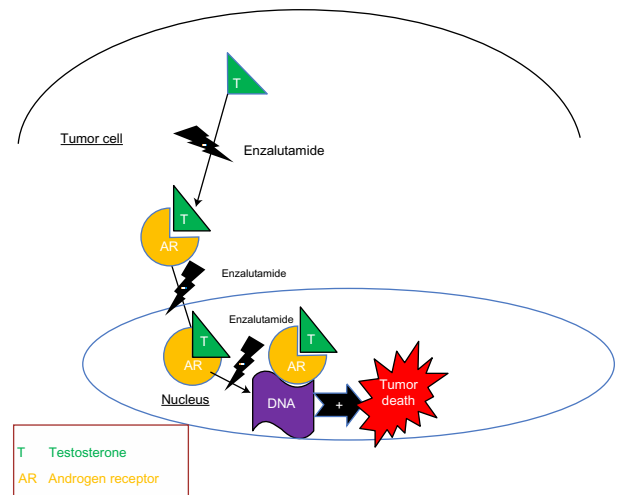 T
Tumor cell
-
Enzalutamide
T
AR
Enzalutamide
-
Enzalutamide
T
T
AR
-
AR
Tumor
death
DNA
+
Nucleus
T Testosterone
AR Androgen receptor